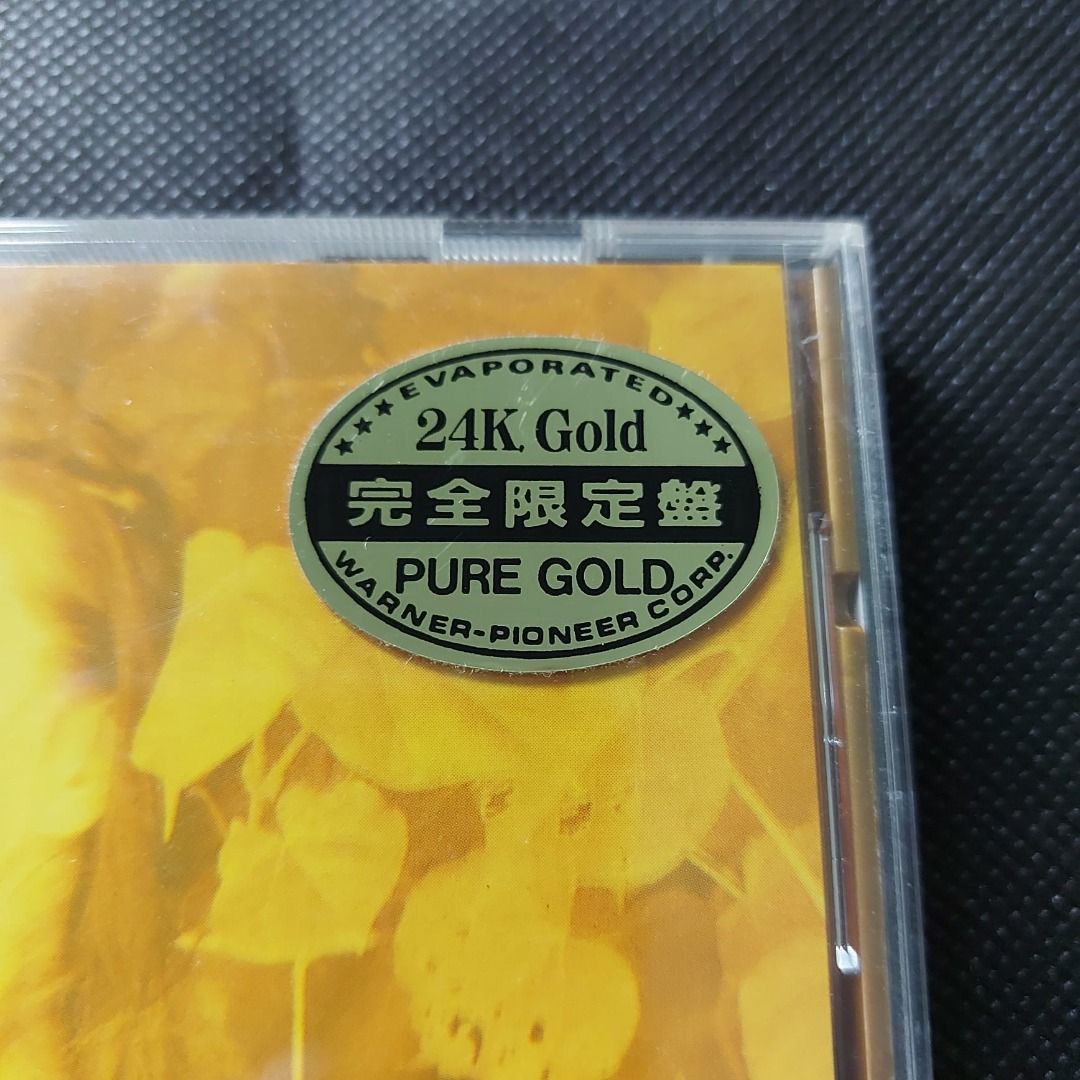 EVAPORATED
24K. Gold
完全限定盤
PURE GOLD
WARNER-PIONEER CORP.